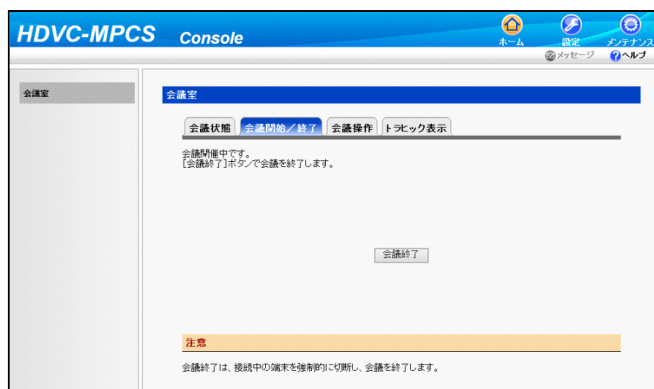 HDVC-MPCS Console
ホーム 設定 メンテナンス
メッセージ ヘルプ
会議室
会議室
会議状態 会議開始／終了 会議操作 トラヒック表示
会議開催中です。
[会議終了]ボタンで会議を終了します。
会議終了
注意
会議終了は、接続中の端末を強制的に切断し、会議を終了します。